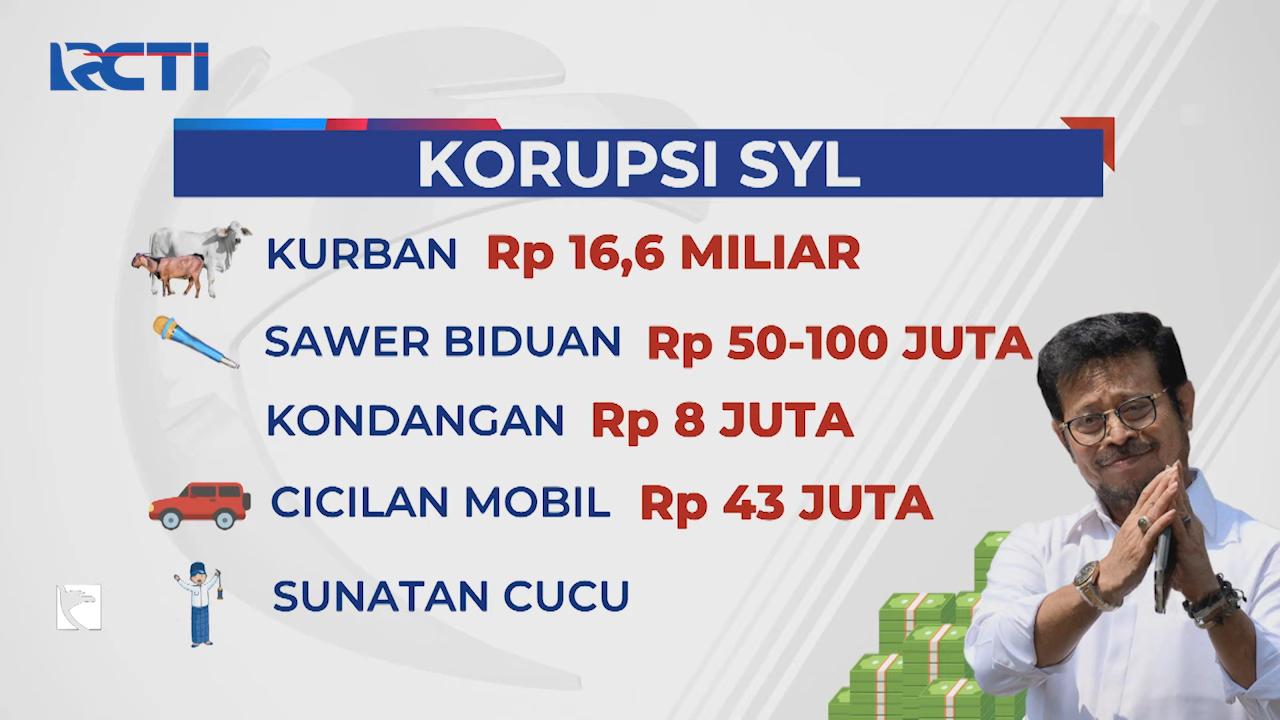 RCTI
KORUPSI SYL
KURBAN Rp 16,6 MILIAR
SAWER BIDUAN Rp 50-100 JUTA
KONDANGAN Rp 8 JUTA
CICILAN MOBIL Rp 43 JUTA
SUNATAN CUCU